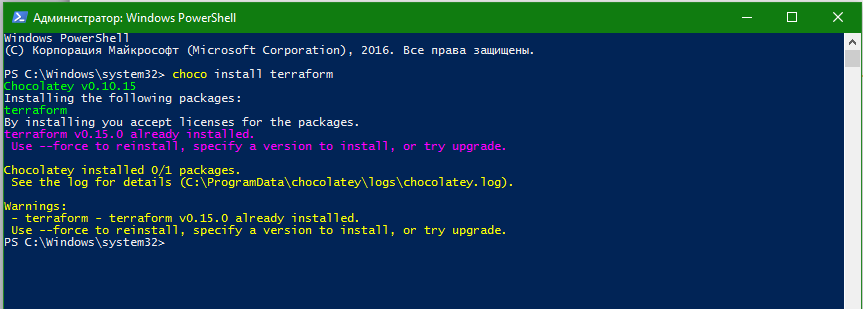 Администратор: Windows PowerShell
Windows PowerShell
(C) Корпорация Майкрософт (Microsoft Corporation), 2016. Все права защищены.
PS C:\Windows\system32> choco install terraform
Chocolatey v0.10.15
Installing the following packages:
terraform
By installing you accept licenses for the packages.
terraform v0.15.0 already installed.
Use --force to reinstall, specify a version to install, or try upgrade.
Chocolatey installed 0/1 packages.
See the log for details (C:\ProgramData\chocolatey\logs\chocolatey.log).
Warnings:
- terraform - terraform v0.15.0 already installed.
Use --force to reinstall, specify a version to install, or try upgrade.
PS C:\Windows\system32>